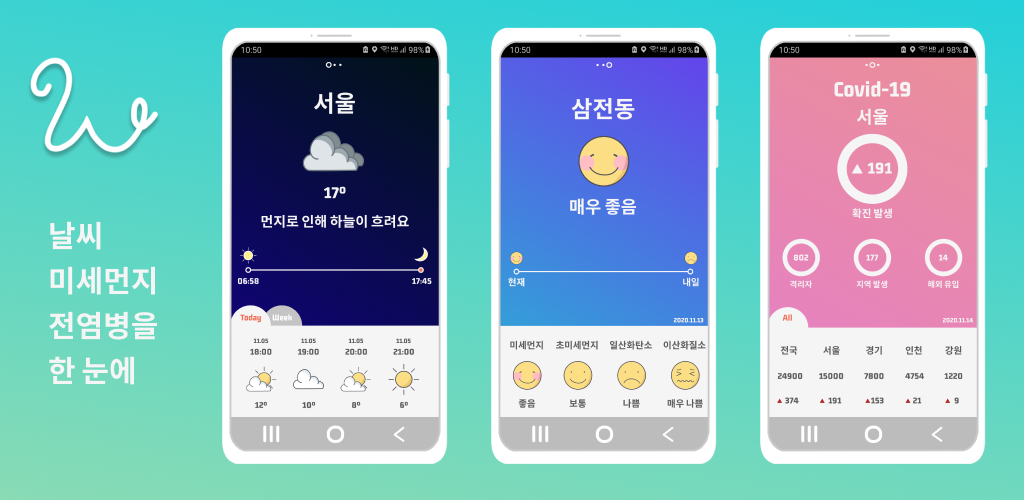 w
날씨
미세먼지
전염병을
한 눈에
10:50
98%
서울
17º
먼지로 인해 하늘이 흐려요
06:58
17:45
Today
Week
11.05 11.05 11.05 11.05
18:00 19:00 20:00 21:00
12º 10º 8º 6º
10:50
98%
삼전동
매우 좋음
현재
내일
2020.11.13
미세먼지 초미세먼지 일산화탄소 이산화질소
좋음 보통 나쁨 매우 나쁨
10:50
98%
Covid-19
서울
▲ 191
확진 발생
802 177 14
격리자 지역 발생 해외 유입
All
2020.11.14
전국 서울 경기 인천 강원
24900 15000 7800 4754 1220
▲ 374 ▲ 191 ▲153 ▲ 21 ▲ 9